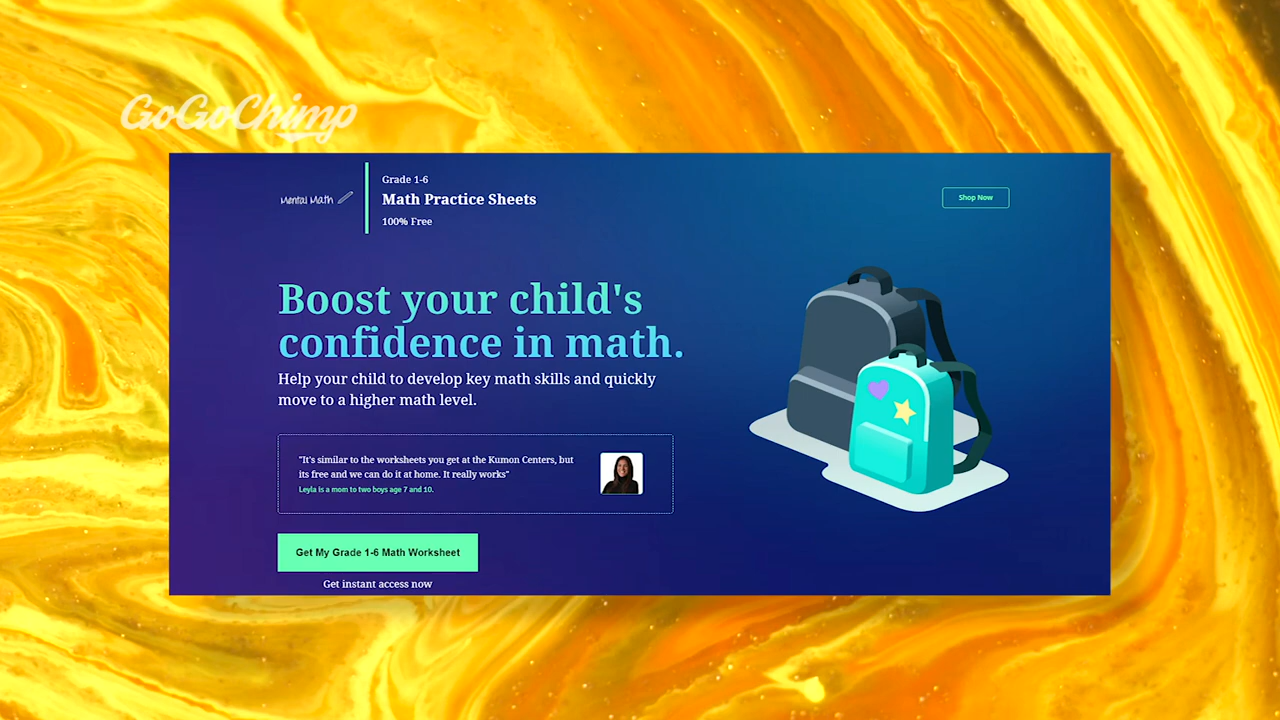 GoGoChimp
Mental Math
Grade 1-6
Math Practice Sheets
100% Free
Shop Now
Boost your child's
confidence in math.
Help your child to develop key math skills and quickly
move to a higher math level.
"It's similar to the worksheets you get at the Kumon Centers, but
its free and we can do it at home. It really works"
Leyla is a mom to two boys age 7 and 10.
Get My Grade 1-6 Math Worksheet
Get instant access now